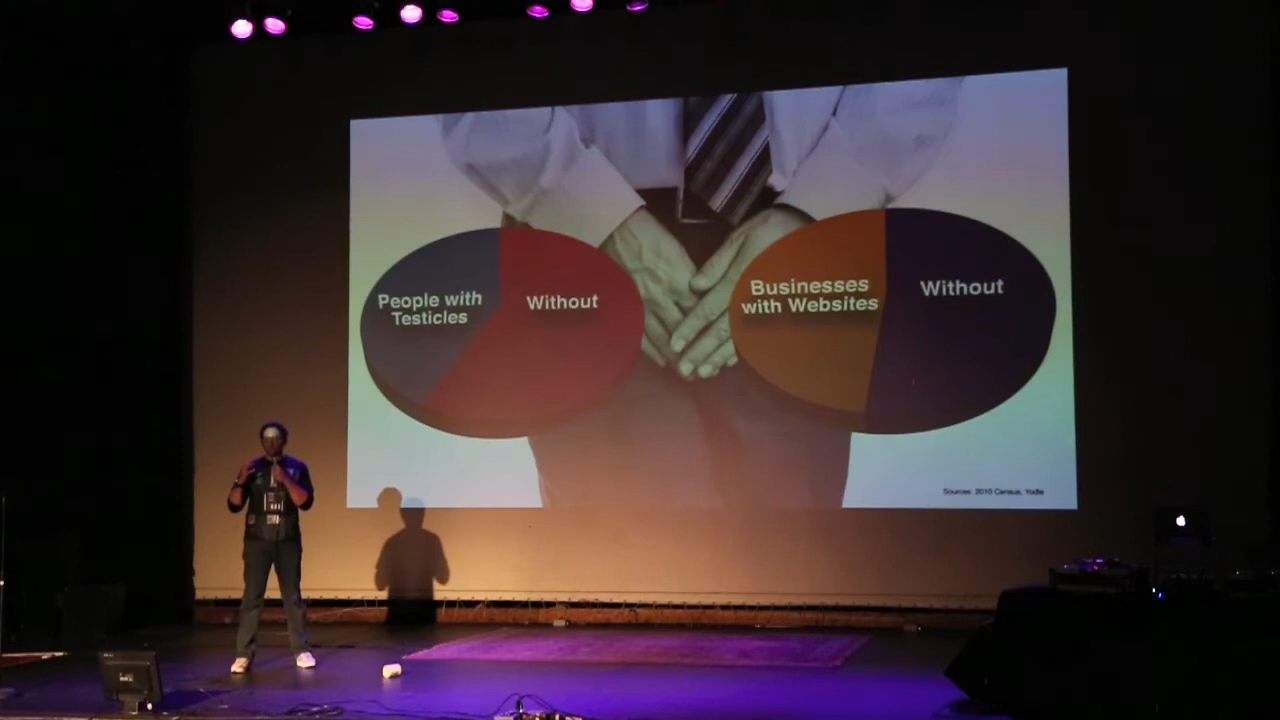 People with
Testicles
Without
Businesses
with Websites
Without
Sources: 2010 Census, Yodle